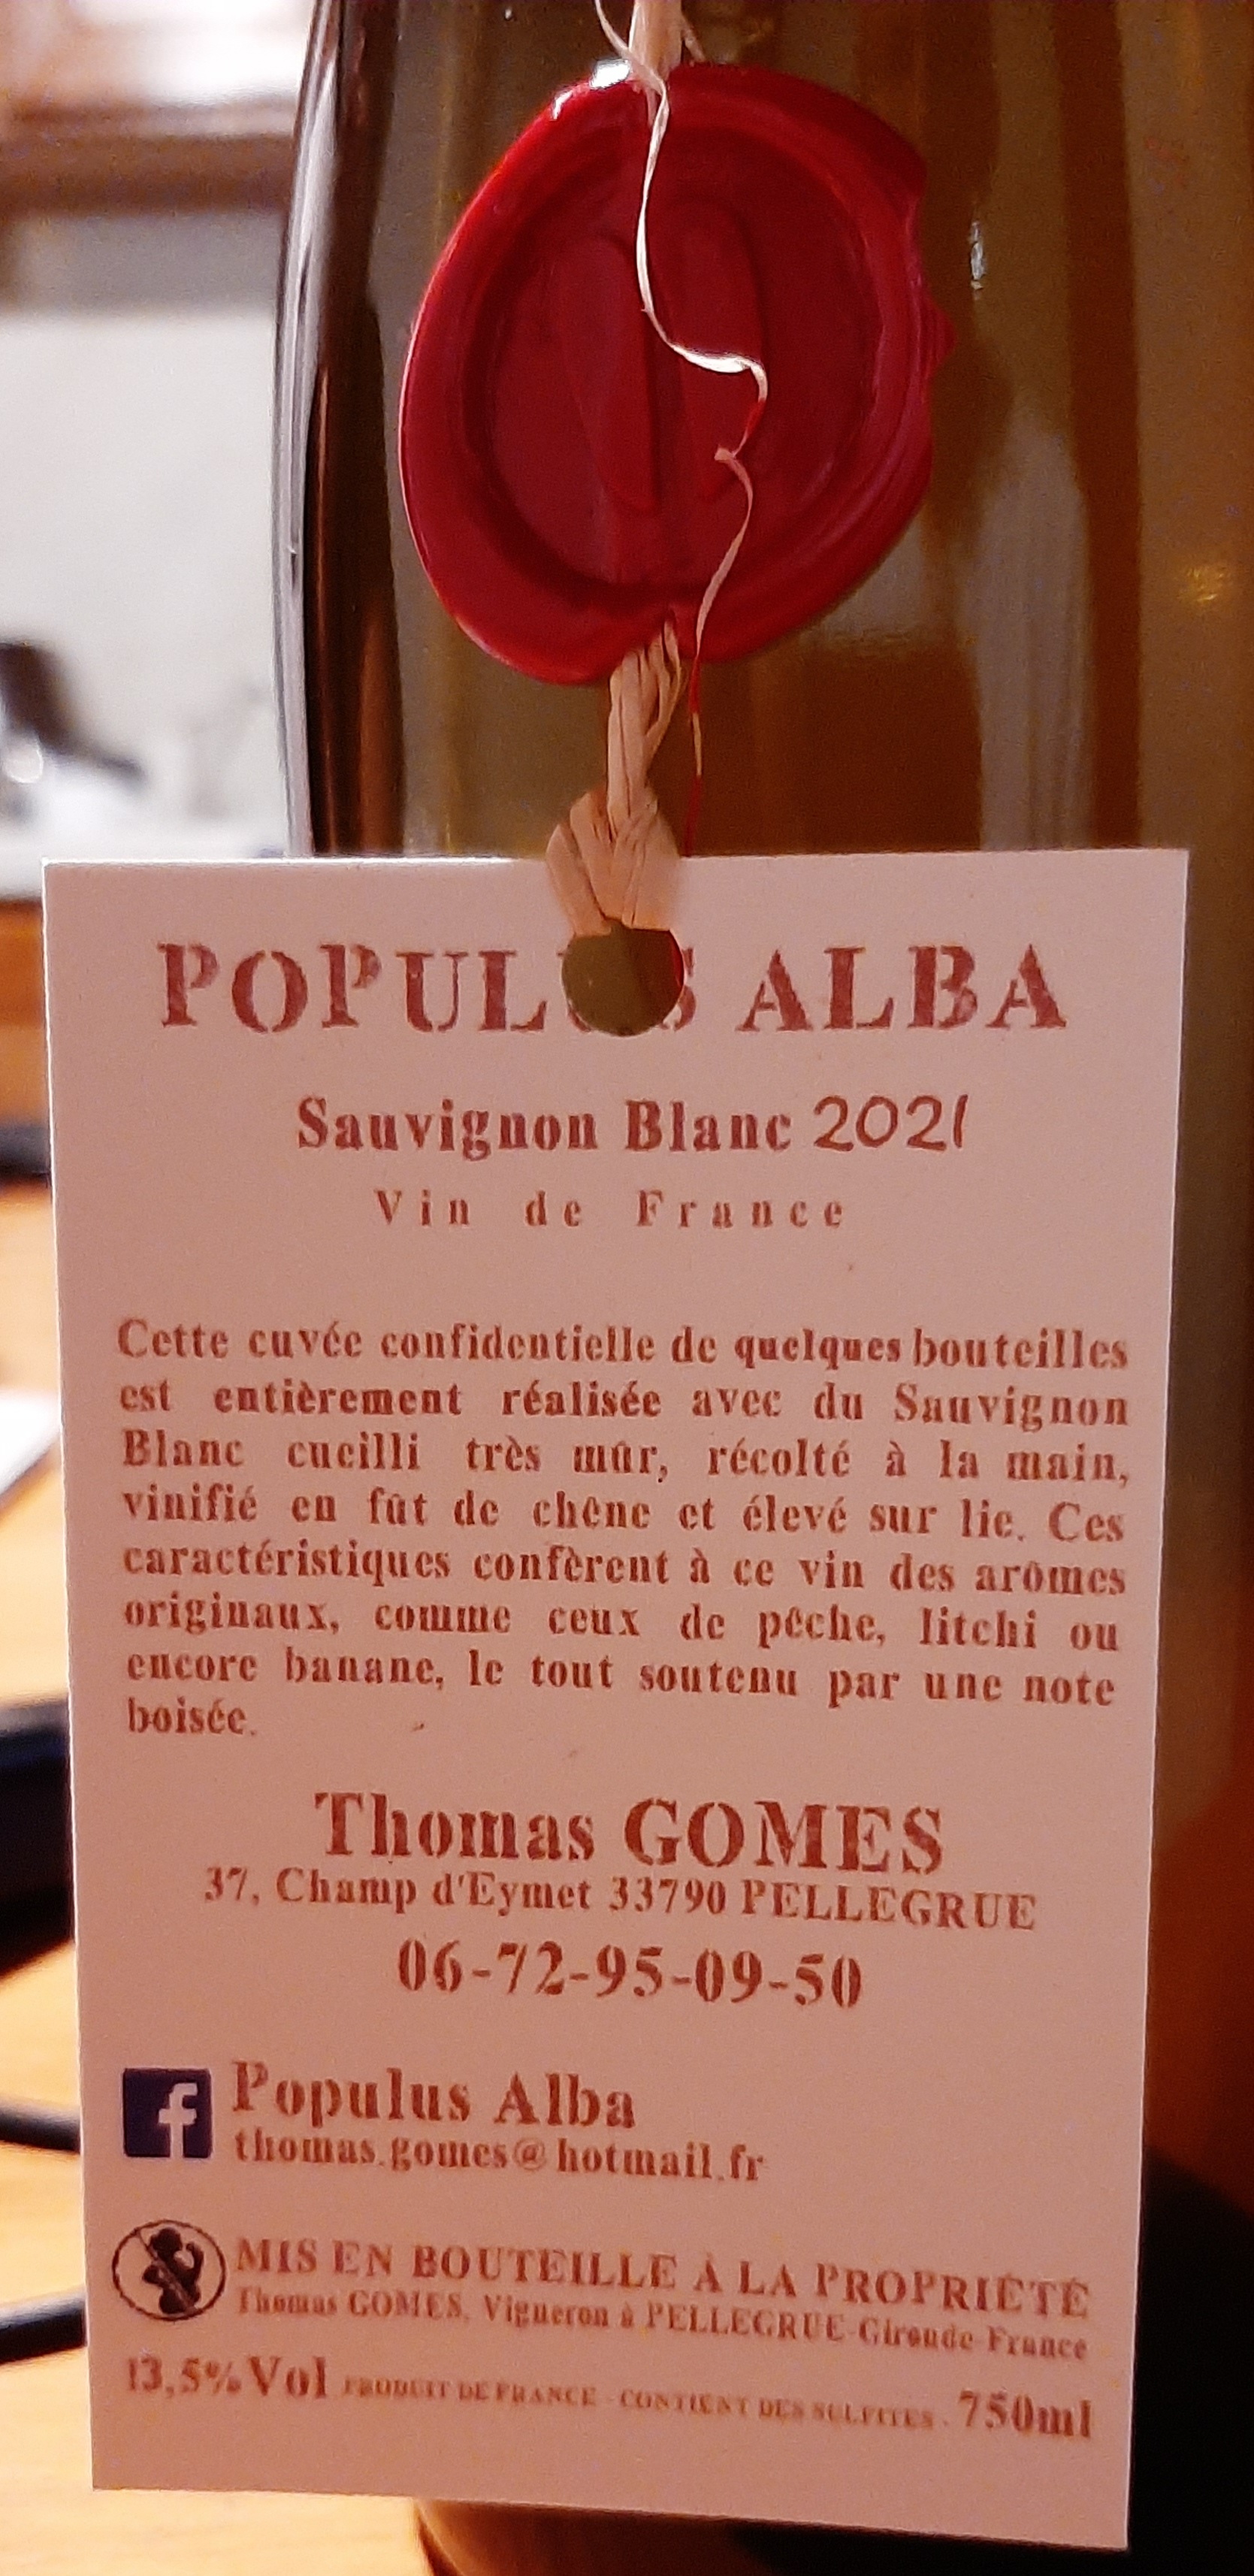 POPULUS ALBA
Sauvignon Blanc 2021
Vin de France
Cette cuvée confidentielle de quelques bouteilles
est entièrement réalisée avec du Sauvignon
Blanc cueilli très mûr, récolté à la main,
vinifié en fût de chêne et élevé sur lie. Ces
caractéristiques confèrent à ce vin des arômes
originaux, comme ceux de pêche, litchi ou
encore banane, le tout soutenu par une note
boisée.
Thomas GOMES
37, Champ d'Eymet 33790 PELLEGRUE
06-72-95-09-50
f Populus Alba
thomas.gomes@hotmail.fr
MIS EN BOUTEILLE À LA PROPRIÉTÉ
Thomas GOMES, Vigneron à PELLEGRUE-Gironde-France
13,5% Vol PRODUIT DE FRANCE - CONTIENT DES SULFITES - 750ml